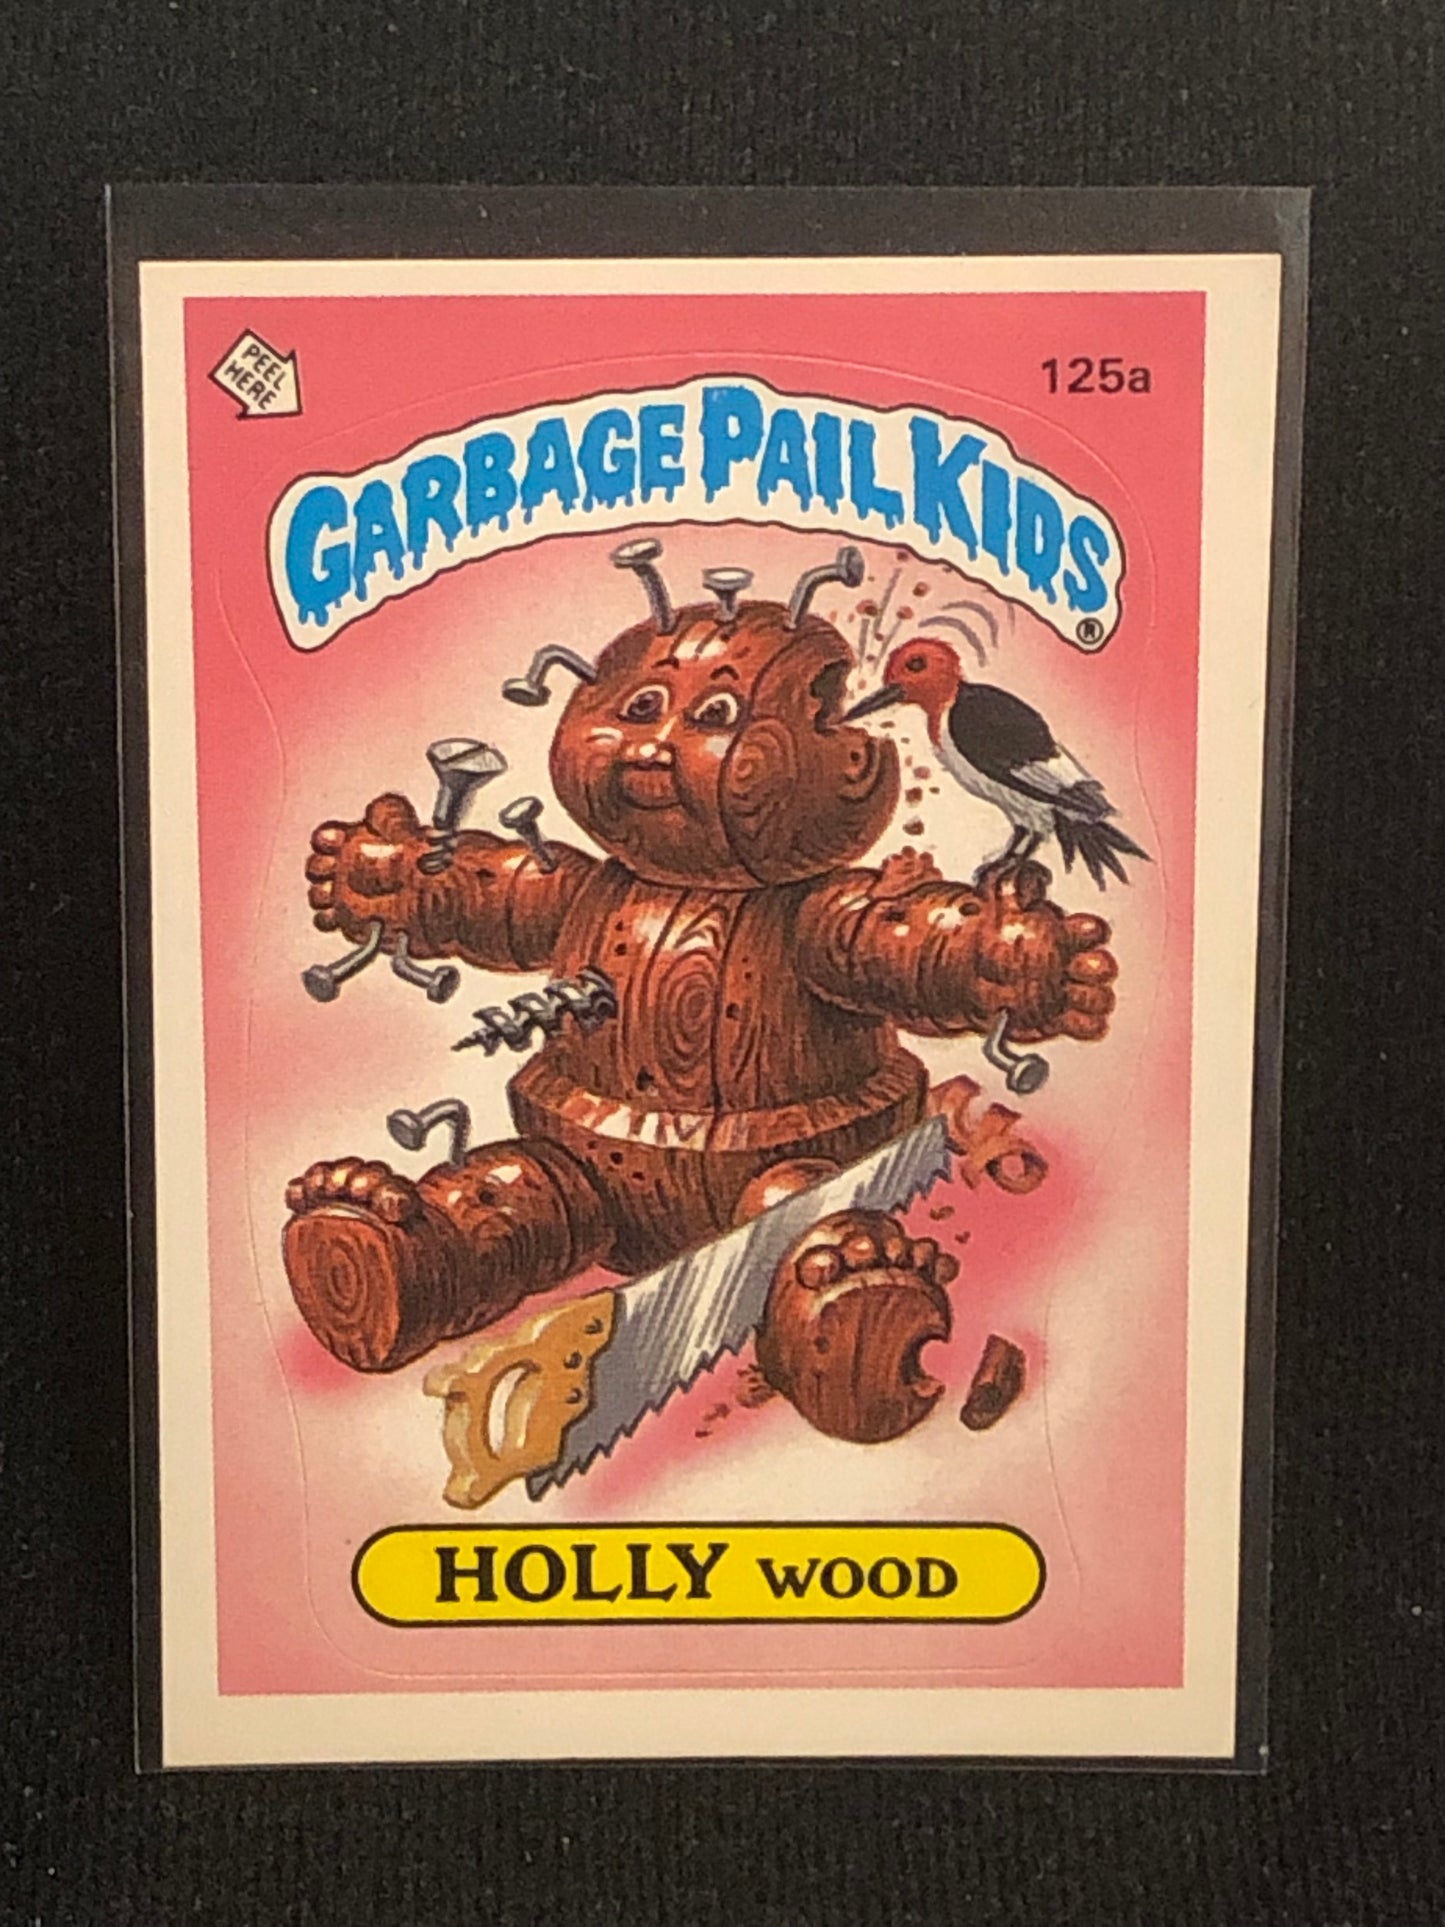 PEEL
HERE
125a
GARBAGE PAIL KIDS
®
HOLLY WOOD